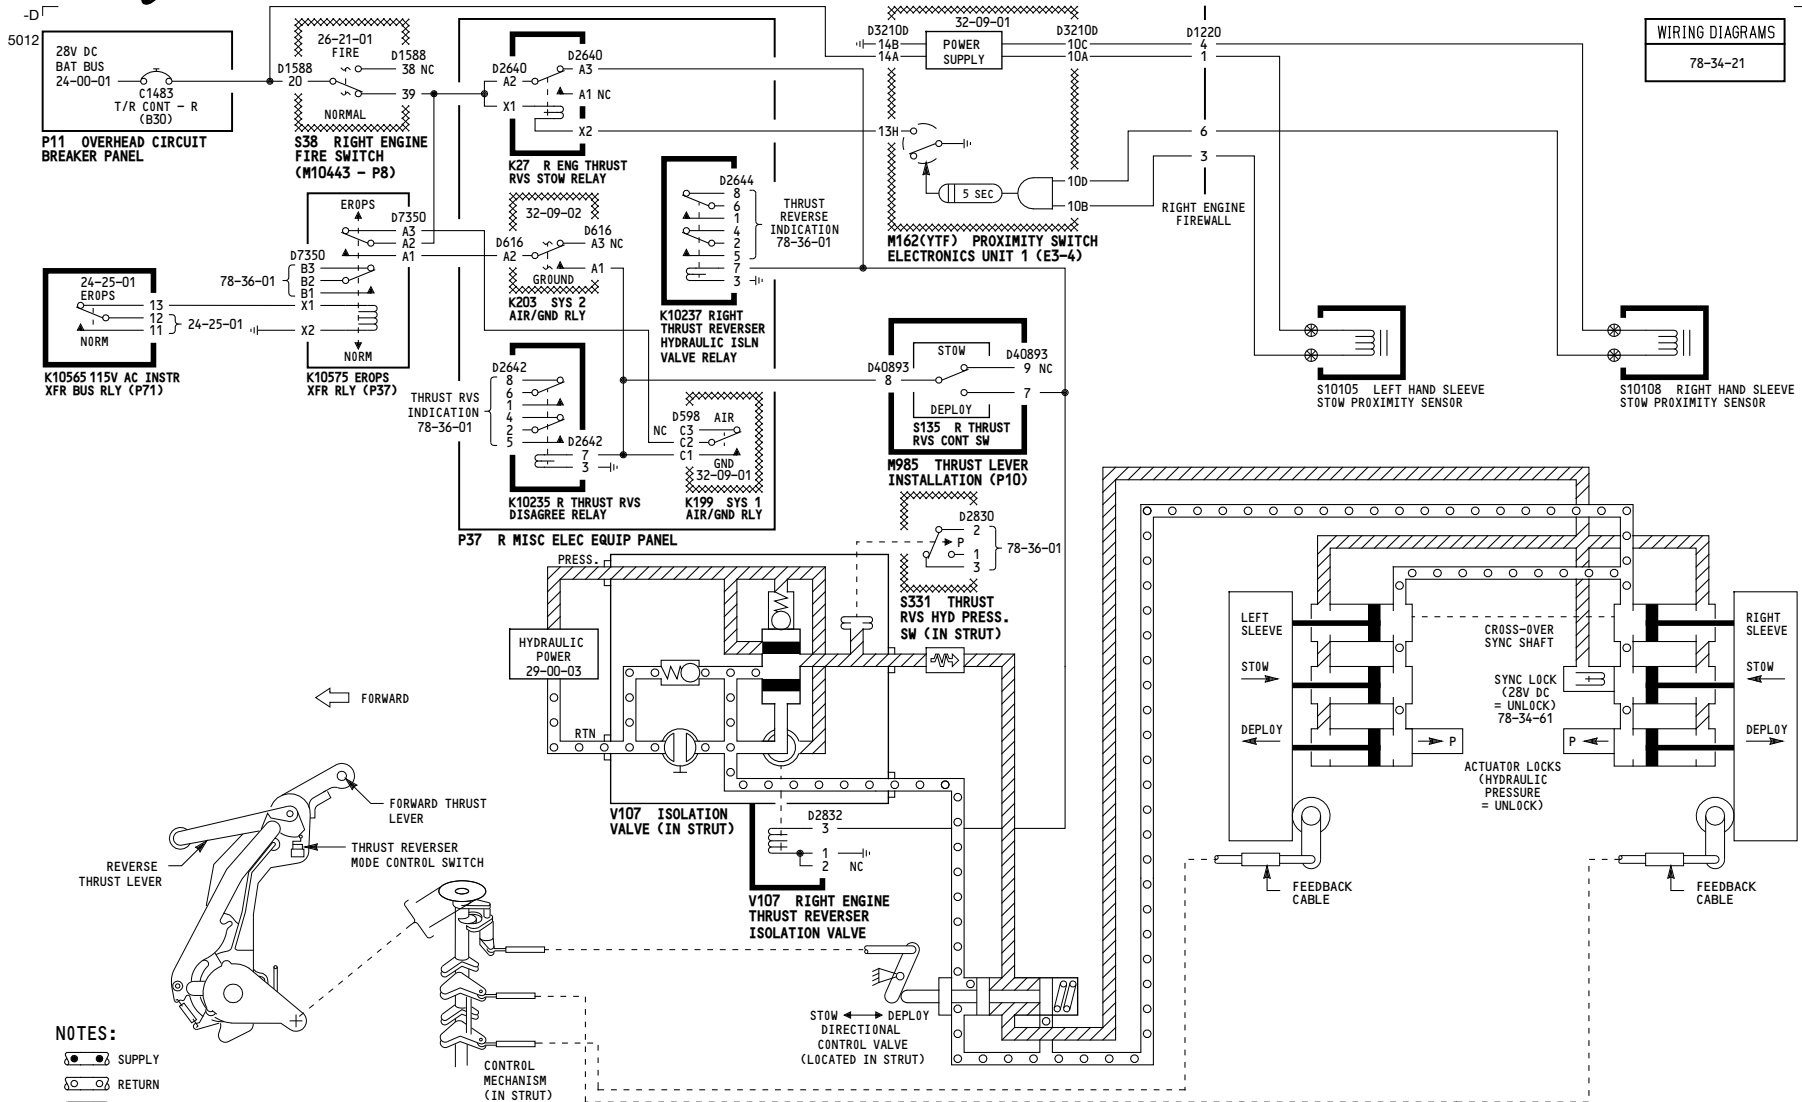 -D
5012
28V DC
BAT BUS
24-00-01
C1483
T/R CONT - R
(B30)
P11 OVERHEAD CIRCUIT
BREAKER PANEL
26-21-01
FIRE
D1588
38 NC
D1588
20
39
NORMAL
S38 RIGHT ENGINE
FIRE SWITCH
(M10443 - P8)
D2640
D2640
A3
A2
A1 NC
X1
X2
K27 R ENG THRUST
RVS STOW RELAY
D3210D
32-09-01
D3210D
14B
14A
POWER
SUPPLY
10C
10A
13H
5 SEC
10D
10B
M162(YTF) PROXIMITY SWITCH
ELECTRONICS UNIT 1 (E3-4)
D1220
4
1
6
3
RIGHT ENGINE
FIREWALL
WIRING DIAGRAMS
78-34-21
EROPS
D7350
A3
A2
A1
D7350
B3
B2
B1
78-36-01
X1
X2
NORM
K10575 EROPS
XFR RLY (P37)
24-25-01
EROPS
13
12
11
24-25-01
NORM
K10565 115V AC INSTR
XFR BUS RLY (P71)
32-09-02
D616
D616
A3 NC
A2
A1
GROUND
K203 SYS 2
AIR/GND RLY
D2644
8
6
1
4
2
5
7
3
THRUST
REVERSE
INDICATION
78-36-01
K10237 RIGHT
THRUST REVERSER
HYDRAULIC ISLN
VALVE RELAY
D2642
8
6
1
4
2
5
THRUST RVS
INDICATION
78-36-01
D2642
7
3
K10235 R THRUST RVS
DISAGREE RELAY
D598
AIR
NC
C3
C2
C1
GND
32-09-01
K199 SYS 1
AIR/GND RLY
P37 R MISC ELEC EQUIP PANEL
STOW
D40893
D40893
8
9 NC
7
DEPLOY
S135 R THRUST
RVS CONT SW
M985 THRUST LEVER
INSTALLATION (P10)
S10105 LEFT HAND SLEEVE
STOW PROXIMITY SENSOR
S10108 RIGHT HAND SLEEVE
STOW PROXIMITY SENSOR
D2830
2
P
1
3
78-36-01
S331 THRUST
RVS HYD PRESS.
SW (IN STRUT)
PRESS.
HYDRAULIC
POWER
29-00-03
RTN
V107 ISOLATION
VALVE (IN STRUT)
D2832
3
1
2
NC
V107 RIGHT ENGINE
THRUST REVERSER
ISOLATION VALVE
LEFT
SLEEVE
STOW
DEPLOY
CROSS-OVER
SYNC SHAFT
SYNC LOCK
(28V DC
= UNLOCK)
78-34-61
P
P
ACTUATOR LOCKS
(HYDRAULIC
PRESSURE
= UNLOCK)
RIGHT
SLEEVE
STOW
DEPLOY
FEEDBACK
CABLE
FEEDBACK
CABLE
FORWARD
FORWARD THRUST
LEVER
THRUST REVERSER
MODE CONTROL SWITCH
REVERSE
THRUST LEVER
STOW DEPLOY
DIRECTIONAL
CONTROL VALVE
(LOCATED IN STRUT)
CONTROL
MECHANISM
(IN STRUT)
NOTES:
SUPPLY
RETURN